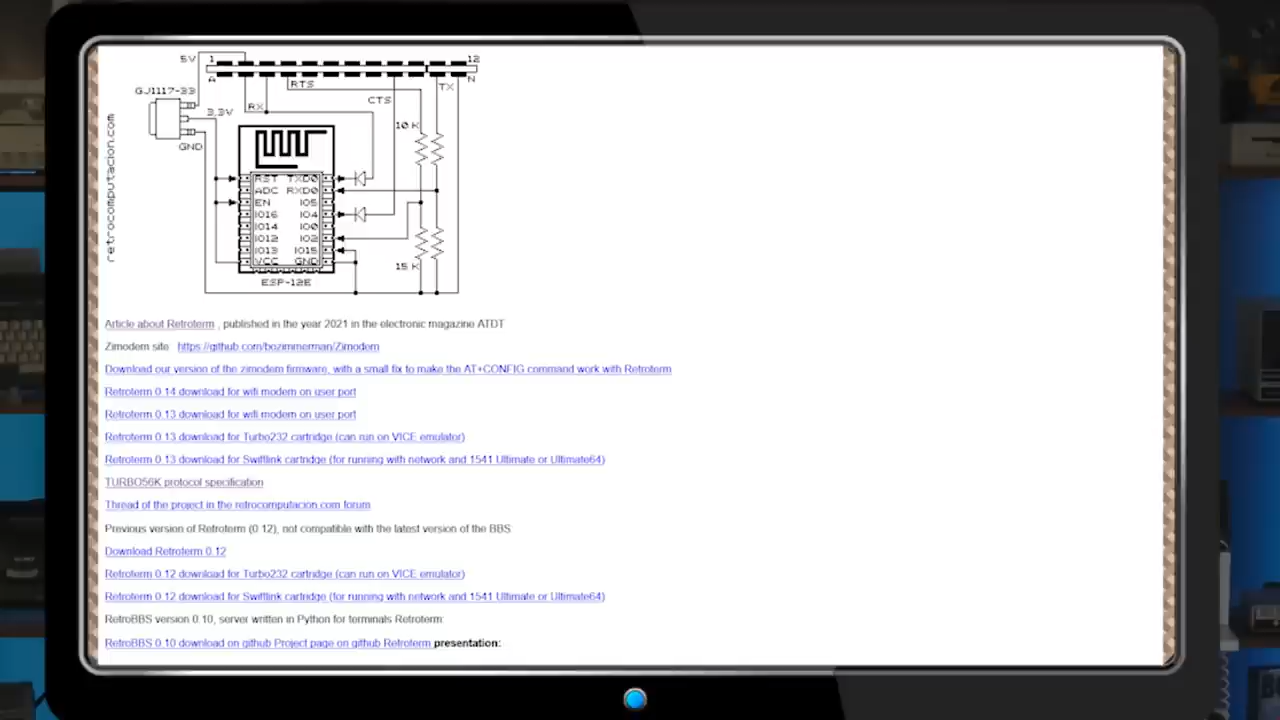 5V 1 12
A N
RTS
TX
GJ1117-33
CTS
RX
3,3V
10 K
GND
retrocomputacion.com
RST TXD0
ADC RXD0
EN IO5
IO16 IO4
IO14 IO0
IO12 IO2
IO13 IO15
VCC GND
15 K
ESP-12E
Article about Retroterm , published in the year 2021 in the electronic magazine ATDT
Zimodem site https://github.com/bozimmerman/Zimodem
Download our version of the zimodem firmware, with a small fix to make the AT+CONFIG command work with Retroterm
Retroterm 0.14 download for wifi modem on user port
Retroterm 0.13 download for wifi modem on user port
Retroterm 0.13 download for Turbo232 cartridge (can run on VICE emulator)
Retroterm 0.13 download for Swiftlink cartridge (for running with network and 1541 Ultimate or Ultimate64)
TURBO56K protocol specification
Thread of the project in the retrocomputacion.com forum
Previous version of Retroterm (0.12), not compatible with the latest version of the BBS
Download Retroterm 0.12
Retroterm 0.12 download for Turbo232 cartridge (can run on VICE emulator)
Retroterm 0.12 download for Swiftlink cartridge (for running with network and 1541 Ultimate or Ultimate64)
RetroBBS version 0.10, server written in Python for terminals Retroterm:
RetroBBS 0.10 download on github Project page on github Retroterm presentation: